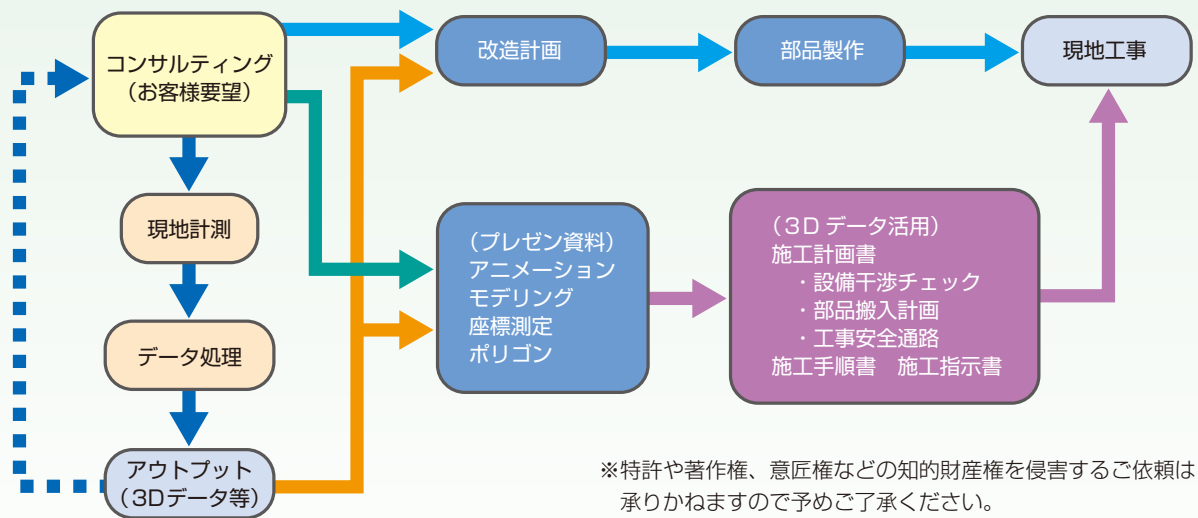 コンサルティング
(お客様要望)
現地計測
データ処理
アウトプット
(3Dデータ等)
改造計画
部品製作
現地工事
(プレゼン資料)
アニメーション
モデリング
座標測定
ポリゴン
(3D データ活用)
施工計画書
・設備干渉チェック
・部品搬入計画
・工事安全通路
施工手順書　施工指示書
※特許や著作権、意匠権などの知的財産権を侵害するご依頼は
承りかねますので予めご了承ください。